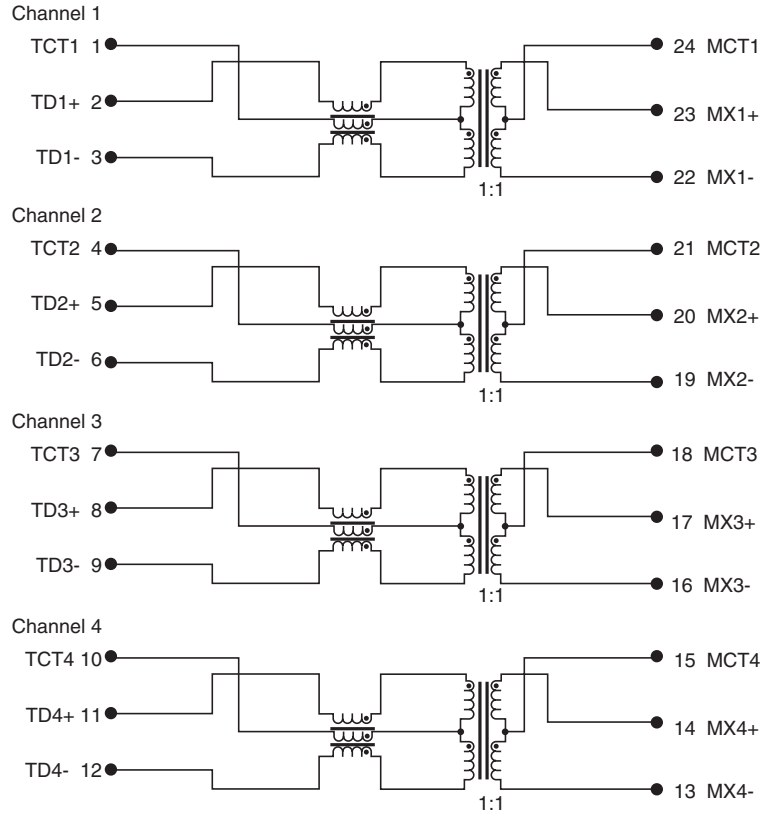 Channel 1
TCT1 1
24 MCT1
TD1+ 2
23 MX1+
TD1- 3
22 MX1-
1:1
Channel 2
TCT2 4
21 MCT2
TD2+ 5
20 MX2+
TD2- 6
19 MX2-
1:1
Channel 3
TCT3 7
18 MCT3
TD3+ 8
17 MX3+
TD3- 9
16 MX3-
1:1
Channel 4
TCT4 10
15 MCT4
TD4+ 11
14 MX4+
TD4- 12
13 MX4-
1:1